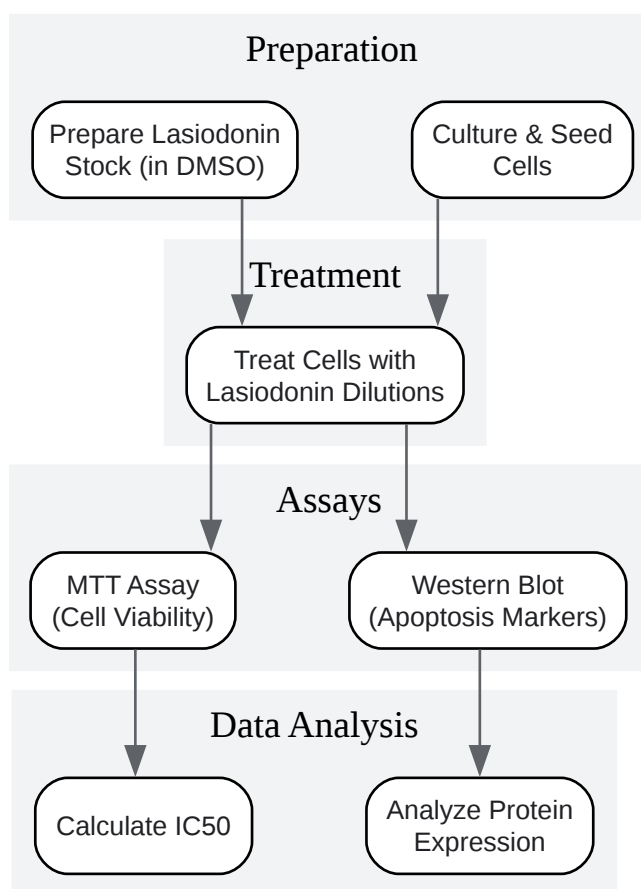 Preparation
Prepare Lasiodonin
Stock (in DMSO)
Culture & Seed
Cells
Treatment
Treat Cells with
Lasiodonin Dilutions
Assays
MTT Assay
(Cell Viability)
Western Blot
(Apoptosis Markers)
Data Analysis
Calculate IC50
Analyze Protein
Expression